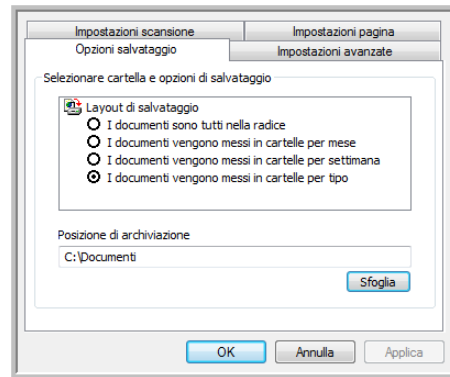 Impostazioni scansione
Impostazioni pagina
Opzioni salvataggio
Impostazioni avanzate
Selezionare cartella e opzioni di salvataggio
Layout di salvataggio
I documenti sono tutti nella radice
I documenti vengono messi in cartelle per mese
I documenti vengono messi in cartelle per settimana
I documenti vengono messi in cartelle per tipo
Posizione di archiviazione
C:\Documenti
Sfoglia
OK
Annulla
Applica